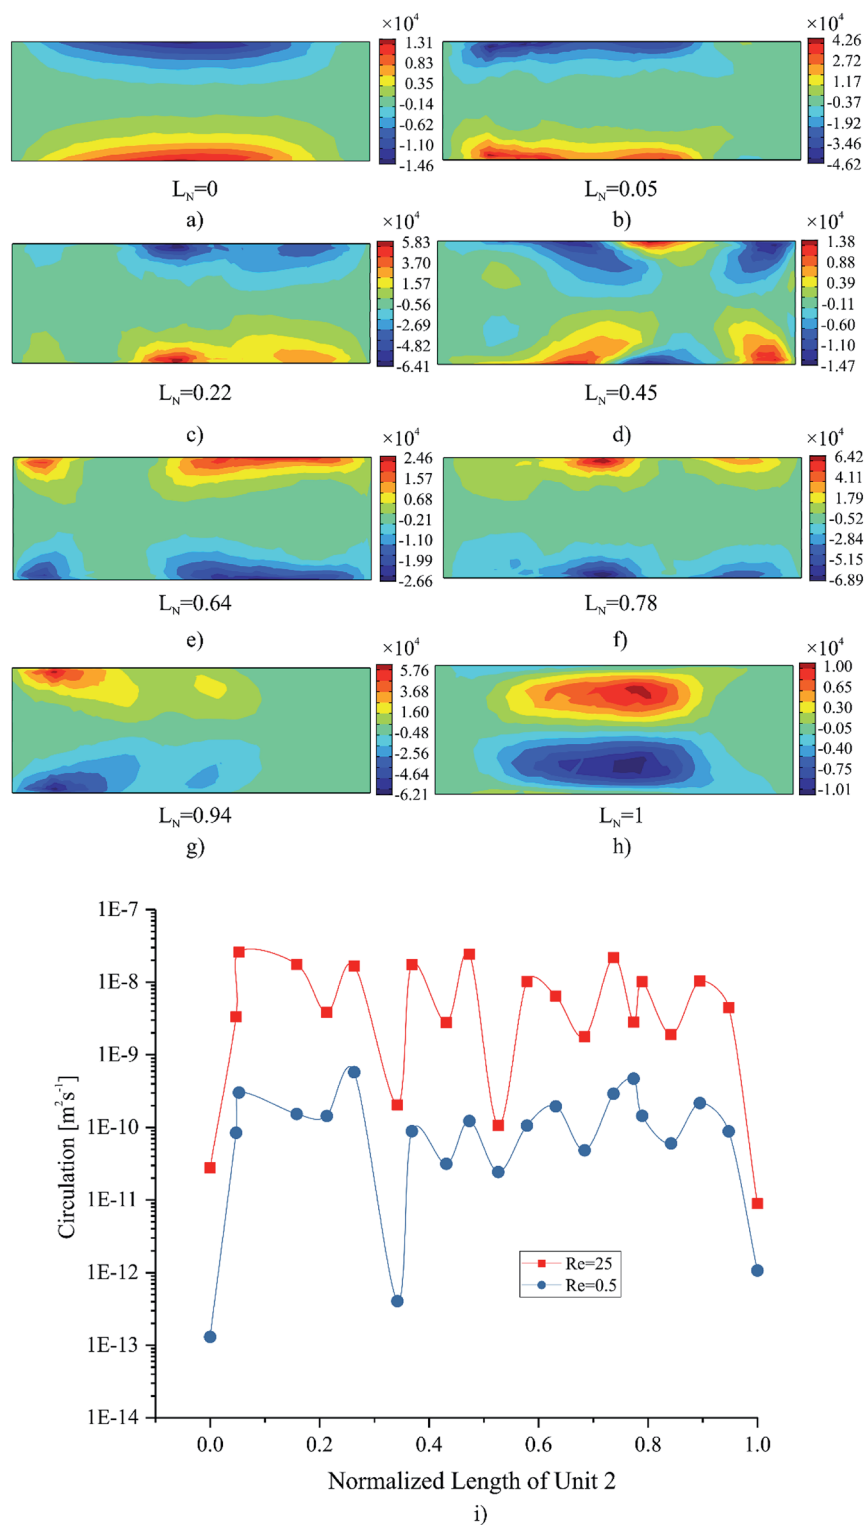 ×10⁴
1.31
0.83
0.35
-0.14
-0.62
-1.10
-1.46
L_N=0
a)
×10⁴
4.26
2.72
1.17
-0.37
-1.92
-3.47
-4.62
L_N=0.05
b)
×10⁴
5.83
3.70
1.57
-0.56
-2.69
-4.82
-6.41
L_N=0.22
c)
×10⁴
1.38
0.88
0.39
-0.11
-0.60
-1.10
-1.47
L_N=0.45
d)
×10⁴
2.46
1.57
0.68
-0.21
-1.10
-1.99
-2.66
L_N=0.64
e)
×10⁴
6.42
4.11
1.79
-0.52
-2.84
-5.15
-6.89
L_N=0.78
f)
×10⁴
5.76
3.68
1.60
-0.48
-2.56
-4.64
-6.21
L_N=0.94
g)
×10⁴
1.00
0.65
0.30
-0.05
-0.40
-0.75
-1.01
L_N=1
h)
1E-7
1E-8
1E-9
1E-10
1E-11
1E-12
1E-13
1E-14
Circulation [m²s⁻¹]
Re=25
Re=0.5
0.0 0.2 0.4 0.6 0.8 1.0
Normalized Length of Unit 2
i)